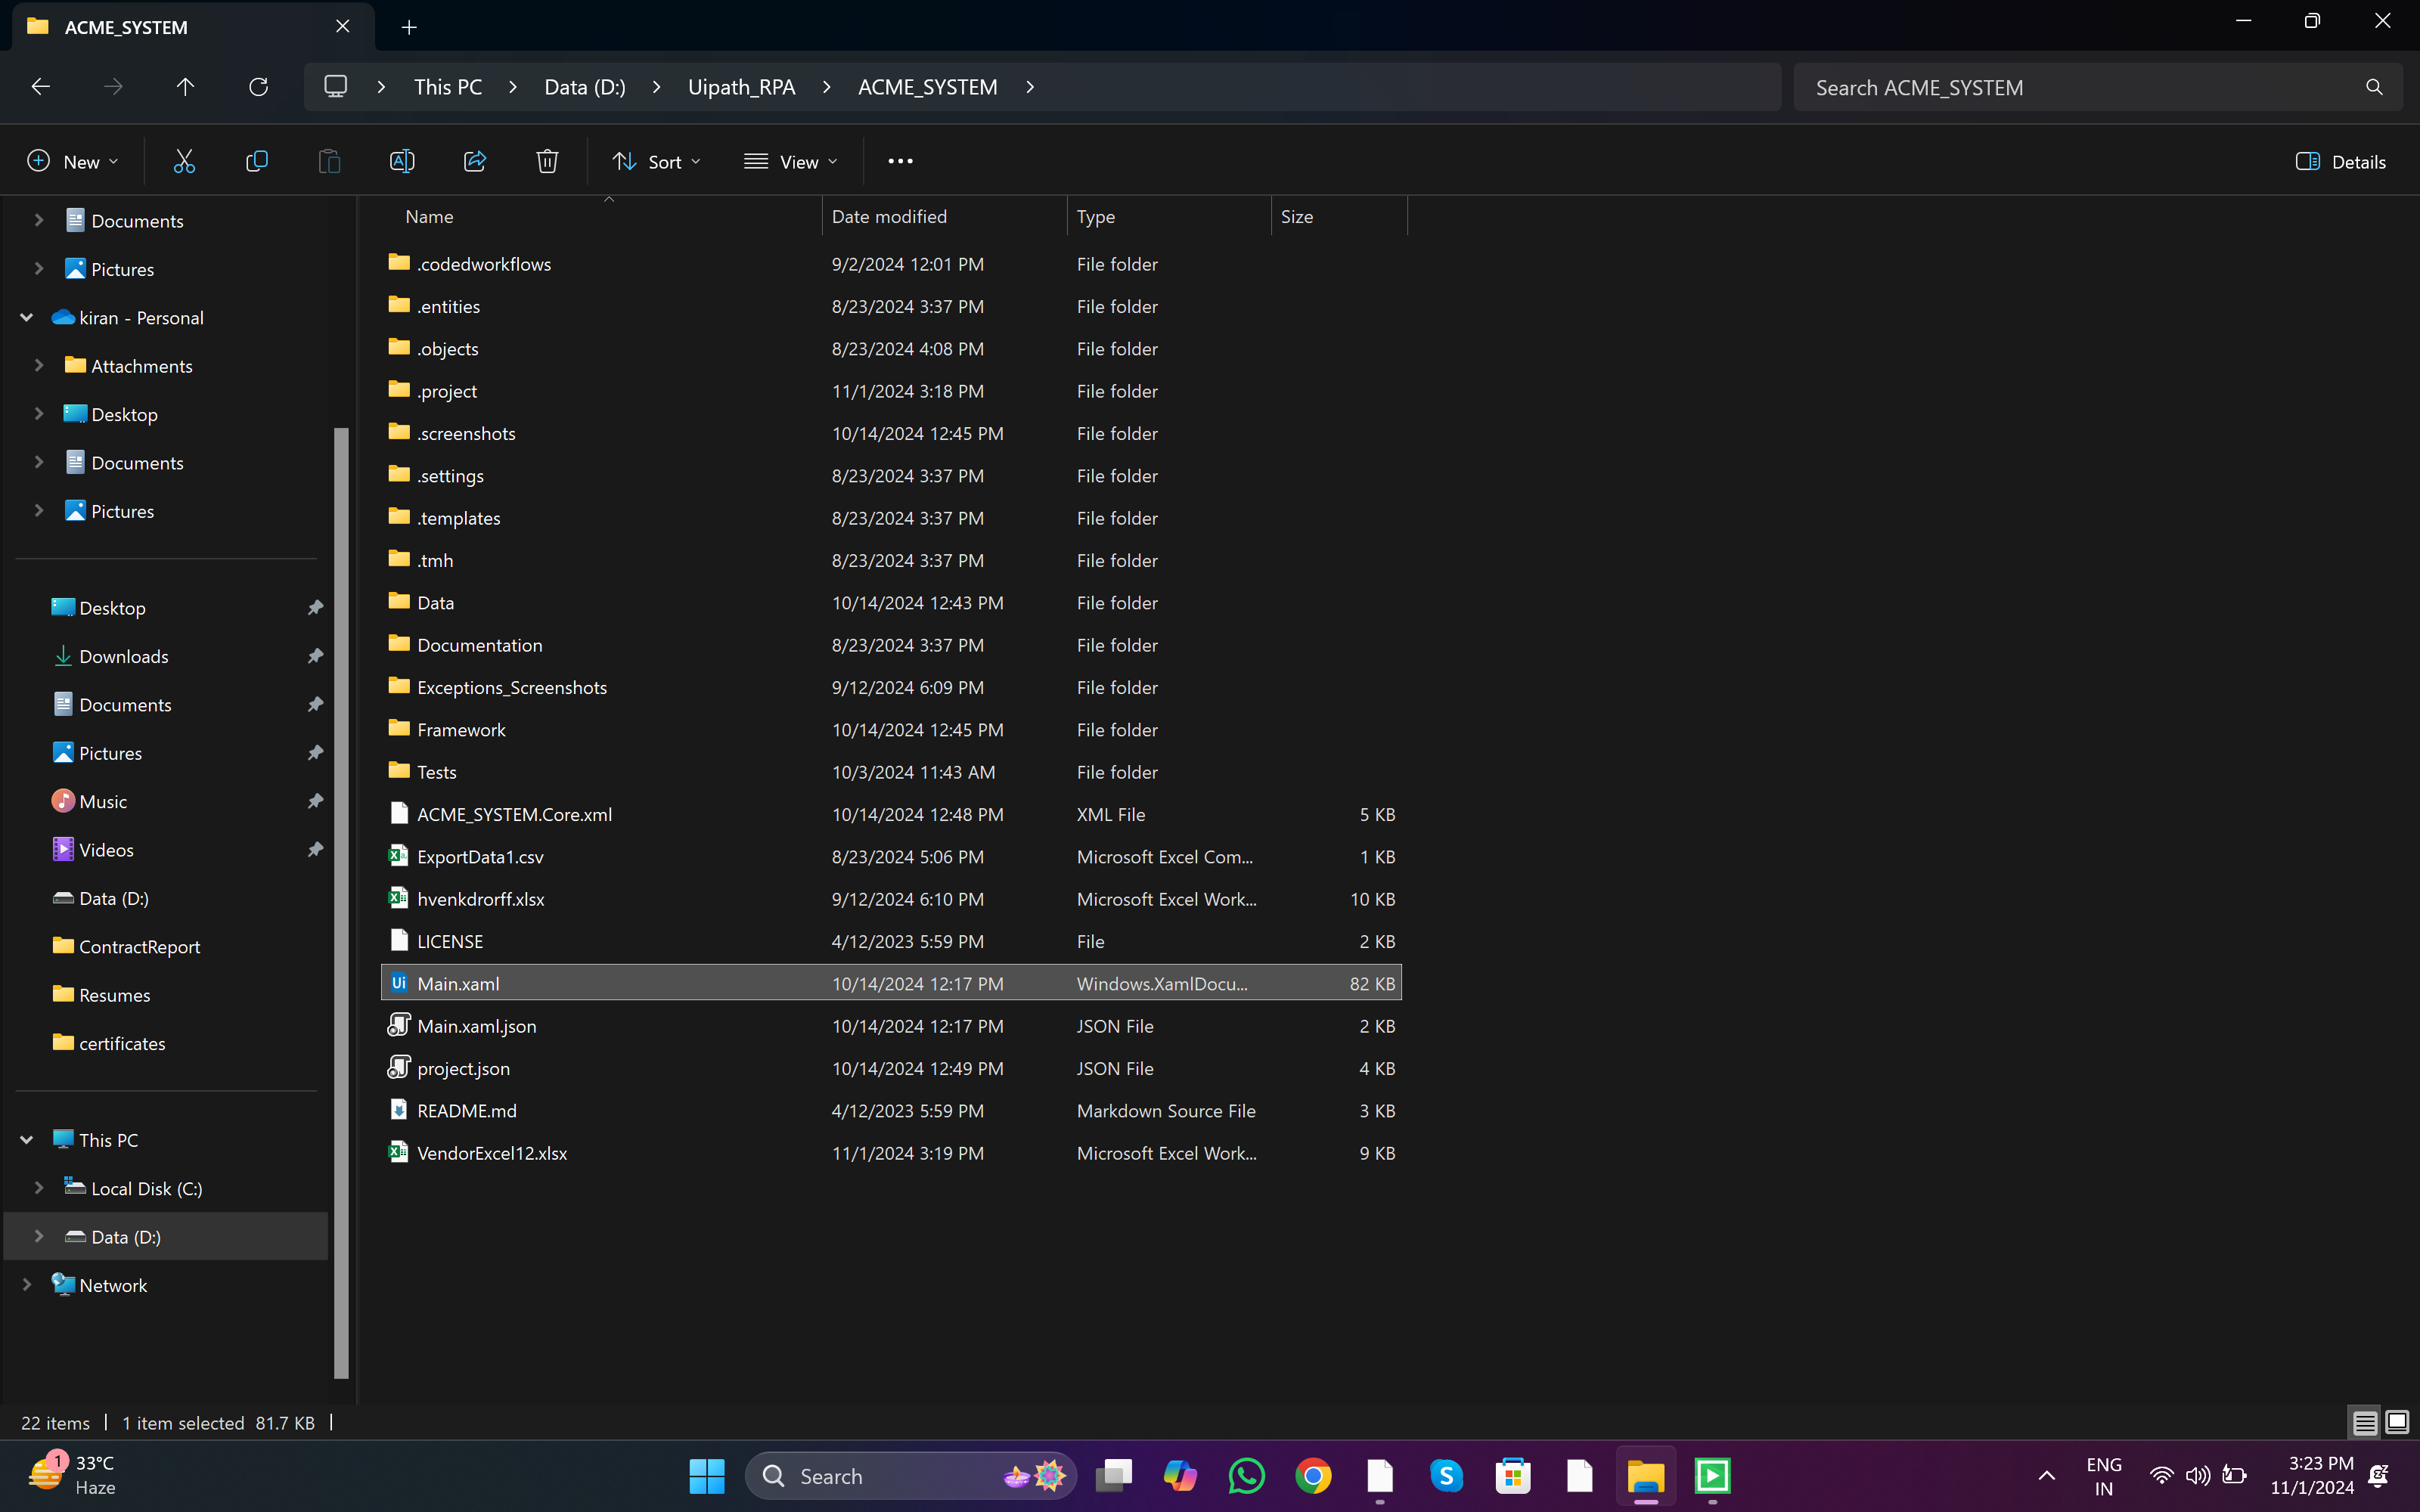 ACME_SYSTEM
This PC Data (D:) Uipath_RPA ACME_SYSTEM
Search ACME_SYSTEM
New
Sort
View
Details
Documents
Pictures
kiran - Personal
Attachments
Desktop
Documents
Pictures
Desktop
Downloads
Documents
Pictures
Music
Videos
Data (D:)
ContractReport
Resumes
certificates
This PC
Local Disk (C:)
Data (D:)
Network
Name Date modified Type Size
.codedworkflows 9/2/2024 12:01 PM File folder
.entities 8/23/2024 3:37 PM File folder
.objects 8/23/2024 4:08 PM File folder
.project 11/1/2024 3:18 PM File folder
.screenshots 10/14/2024 12:45 PM File folder
.settings 8/23/2024 3:37 PM File folder
.templates 8/23/2024 3:37 PM File folder
.tmh 8/23/2024 3:37 PM File folder
Data 10/14/2024 12:43 PM File folder
Documentation 8/23/2024 3:37 PM File folder
Exceptions_Screenshots 9/12/2024 6:09 PM File folder
Framework 10/14/2024 12:45 PM File folder
Tests 10/3/2024 11:43 AM File folder
ACME_SYSTEM.Core.xml 10/14/2024 12:48 PM XML File 5 KB
ExportData1.csv 8/23/2024 5:06 PM Microsoft Excel Com... 1 KB
hvenkdrorff.xlsx 9/12/2024 6:10 PM Microsoft Excel Work... 10 KB
LICENSE 4/12/2023 5:59 PM File 2 KB
Ui Main.xaml 10/14/2024 12:17 PM Windows.XamlDocu... 82 KB
Main.xaml.json 10/14/2024 12:17 PM JSON File 2 KB
project.json 10/14/2024 12:49 PM JSON File 4 KB
README.md 4/12/2023 5:59 PM Markdown Source File 3 KB
VendorExcel12.xlsx 11/1/2024 3:19 PM Microsoft Excel Work... 9 KB
22 items 1 item selected 81.7 KB
1
33°C
Haze
Search
ENG
IN
3:23 PM
11/1/2024